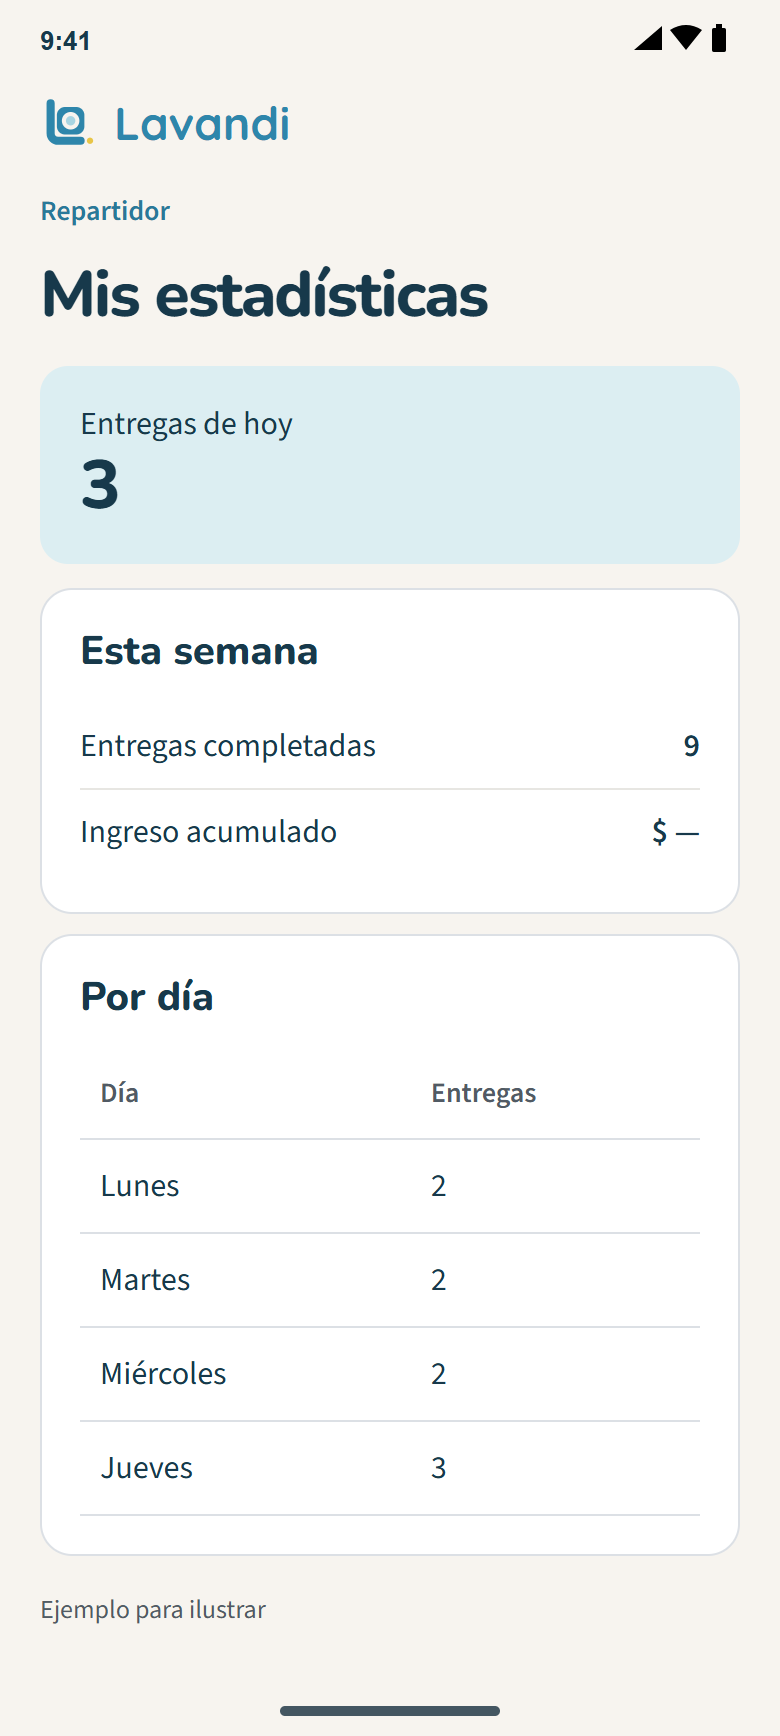 9:41
Lavandi
Repartidor
Mis estadísticas
Entregas de hoy
3
Esta semana
Entregas completadas 9
Ingreso acumulado $ —
Por día
Día Entregas
Lunes 2
Martes 2
Miércoles 2
Jueves 3
Ejemplo para ilustrar